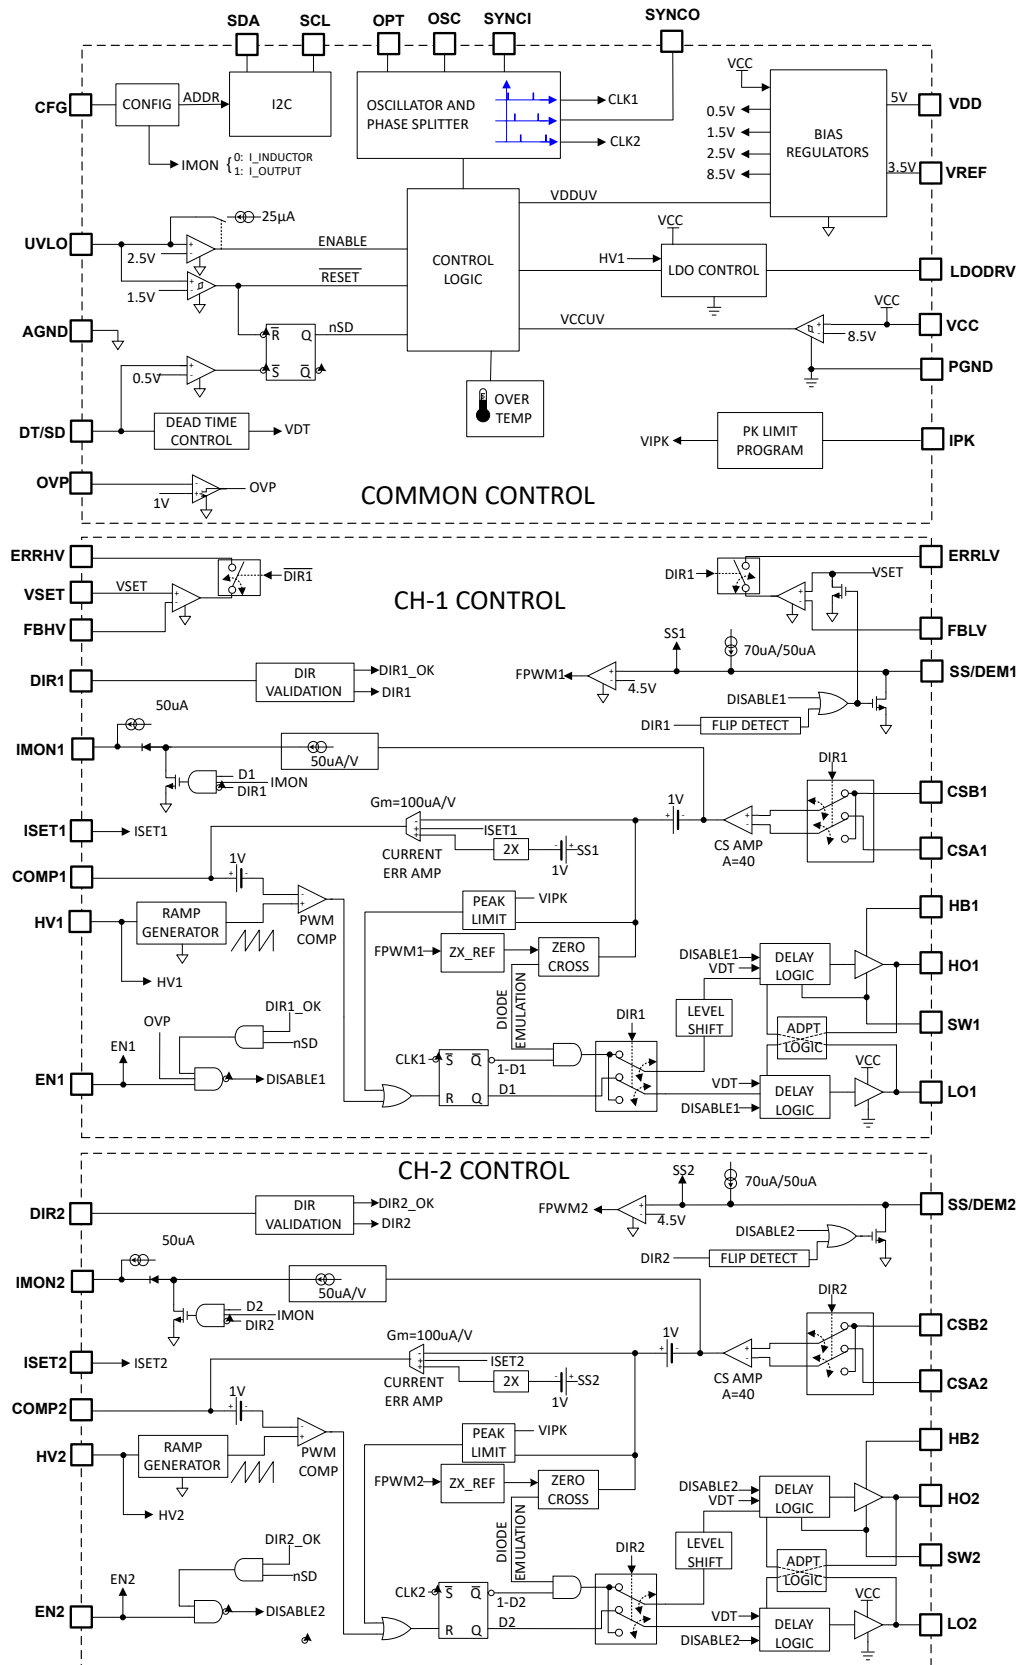 SDA
SCL
OPT
OSC
SYNCI
SYNCO
CFG
CONFIG
ADDR
I2C
IMON
0: I_INDUCTOR
1: I_OUTPUT
OSCILLATOR AND
PHASE SPLITTER
CLK1
CLK2
VCC
0.5V
1.5V
2.5V
8.5V
BIAS
REGULATORS
5V
VDD
3.5V
VREF
25µA
UVLO
2.5V
ENABLE
1.5V
RESET
VDDUV
CONTROL
LOGIC
VCC
HV1
LDO CONTROL
LDODRV
AGND
R Q
S Q
nSD
0.5V
VCCUV
VCC
8.5V
VCC
PGND
OVER
TEMP
DT/SD
DEAD TIME
CONTROL
VDT
VIPK
PK LIMIT
PROGRAM
IPK
OVP
1V
OVP
COMMON CONTROL
ERRHV
VSET
VSET
FBHV
DIR1
CH-1 CONTROL
DIR1
VSET
ERRLV
FBLV
DIR1
DIR
VALIDATION
DIR1_OK
DIR1
FPWM1
4.5V
SS1
70uA/50uA
SS/DEM1
DISABLE1
DIR1
FLIP DETECT
50uA
IMON1
50uA/V
D1
IMON
DIR1
DIR1
CSB1
CSA1
CS AMP
A=40
1V
Gm=100uA/V
ISET1
ISET1
ISET1
2X
SS1
1V
CURRENT
ERR AMP
COMP1
1V
HV1
RAMP
GENERATOR
HV1
PWM
COMP
PEAK
LIMIT
VIPK
FPWM1
ZX_REF
ZERO
CROSS
DIODE
EMULATION
HB1
DISABLE1
VDT
DELAY
LOGIC
HO1
LEVEL
SHIFT
ADPT
LOGIC
SW1
DIR1
OVP
EN1
DIR1_OK
nSD
EN1
DISABLE1
CLK1
S Q
R Q
1-D1
D1
VDT
DISABLE1
DELAY
LOGIC
VCC
LO1
CH-2 CONTROL
DIR2
DIR
VALIDATION
DIR2_OK
DIR2
FPWM2
4.5V
SS2
70uA/50uA
SS/DEM2
DISABLE2
DIR2
FLIP DETECT
50uA
IMON2
50uA/V
D2
IMON
DIR2
DIR2
CSB2
CSA2
CS AMP
A=40
1V
Gm=100uA/V
ISET2
ISET2
ISET2
2X
SS2
1V
CURRENT
ERR AMP
COMP2
1V
HV2
RAMP
GENERATOR
HV2
PWM
COMP
PEAK
LIMIT
VIPK
FPWM2
ZX_REF
ZERO
CROSS
DIODE
EMULATION
HB2
DISABLE2
VDT
DELAY
LOGIC
HO2
LEVEL
SHIFT
ADPT
LOGIC
SW2
DIR2
EN2
DIR2_OK
nSD
EN2
DISABLE2
CLK2
S Q
R Q
1-D2
D2
VDT
DISABLE2
DELAY
LOGIC
VCC
LO2